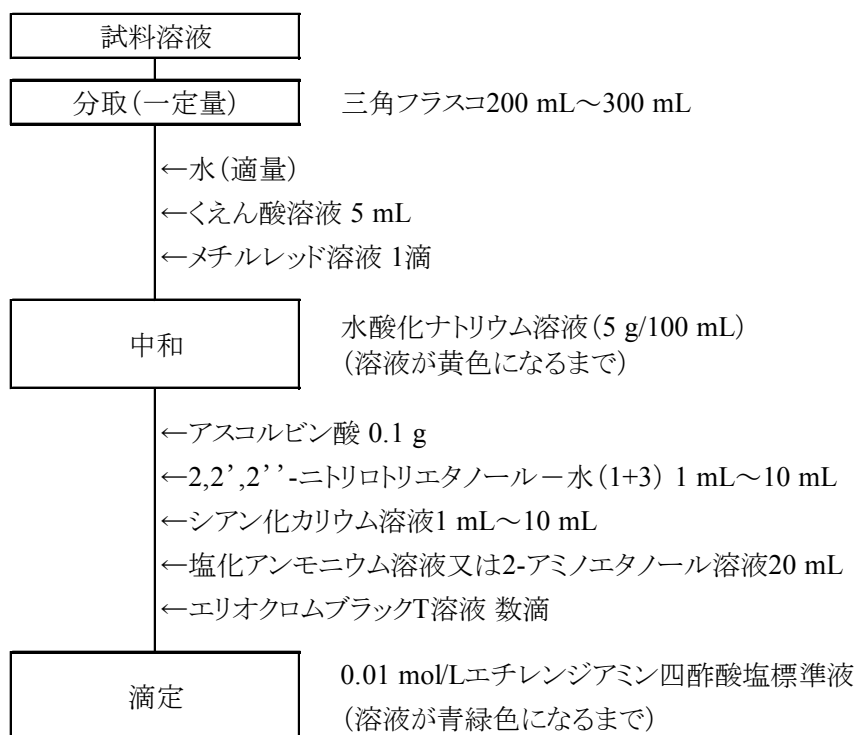 試料溶液
分取(一定量) 三角フラスコ200 mL～300 mL
←水(適量)
←くえん酸溶液 5 mL
←メチルレッド溶液 1滴
中和 水酸化ナトリウム溶液(5 g/100 mL)
(溶液が黄色になるまで)
←アスコルビン酸 0.1 g
←2,2’,2’’-ニトリロトリエタノール－水(1+3) 1 mL～10 mL
←シアン化カリウム溶液1 mL～10 mL
←塩化アンモニウム溶液又は2-アミノエタノール溶液20 mL
←エリオクロムブラックT溶液 数滴
滴定 0.01 mol/Lエチレンジアミン四酢酸塩標準液
(溶液が青緑色になるまで)